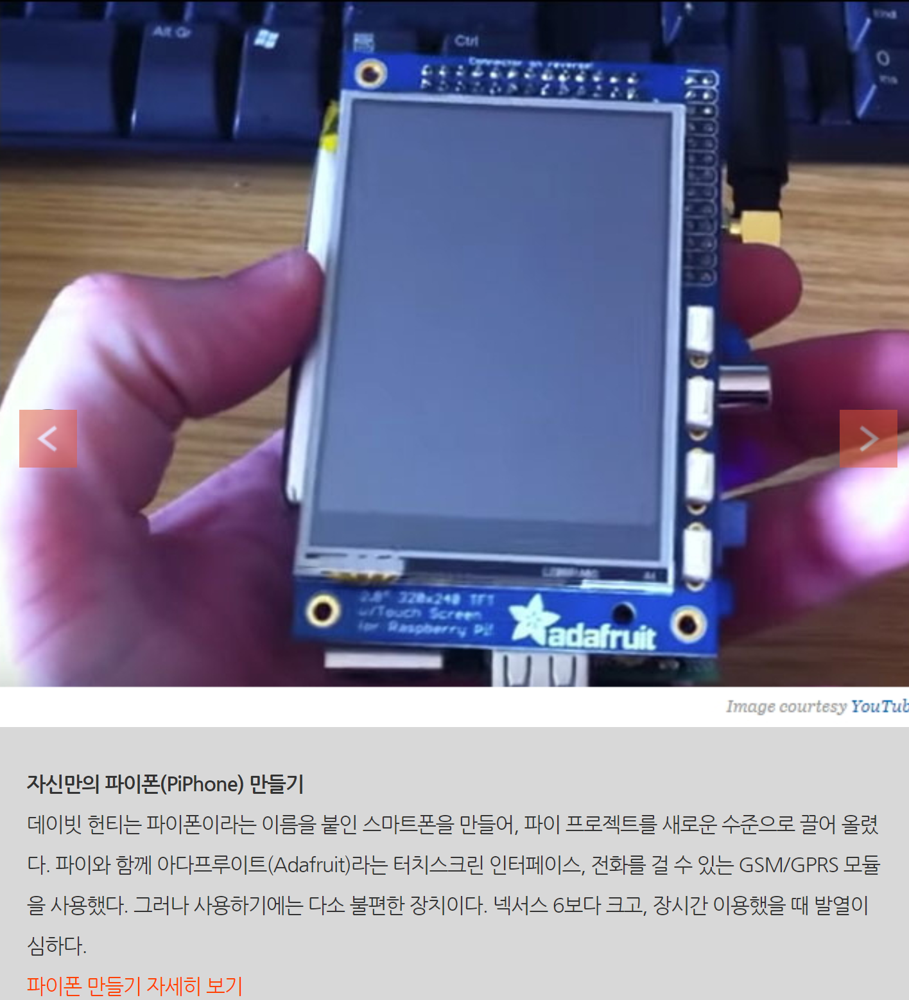 Alt Gr
Ctrl
End
0
Ins
Connector on reverse!
2.8" 320x240 TFT
w/Touch Screen
for Raspberry Pi!
adafruit
Image courtesy YouTub
자신만의 파이폰(PiPhone) 만들기
데이빗 헌티는 파이폰이라는 이름을 붙인 스마트폰을 만들어, 파이 프로젝트를 새로운 수준으로 끌어 올렸
다. 파이와 함께 아다프루이트(Adafruit)라는 터치스크린 인터페이스, 전화를 걸 수 있는 GSM/GPRS 모듈
을 사용했다. 그러나 사용하기에는 다소 불편한 장치이다. 넥서스 6보다 크고, 장시간 이용했을 때 발열이
심하다.
파이폰 만들기 자세히 보기